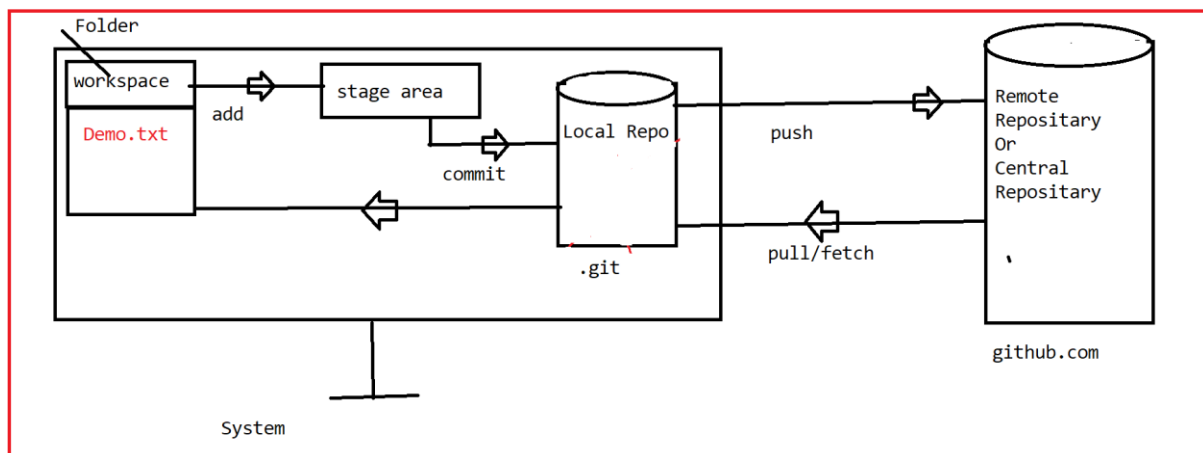 Folder
workspace
Demo.txt
add
stage area
commit
Local Repo
.git
push
pull/fetch
Remote
Repositary
Or
Central
Repositary
github.com
System